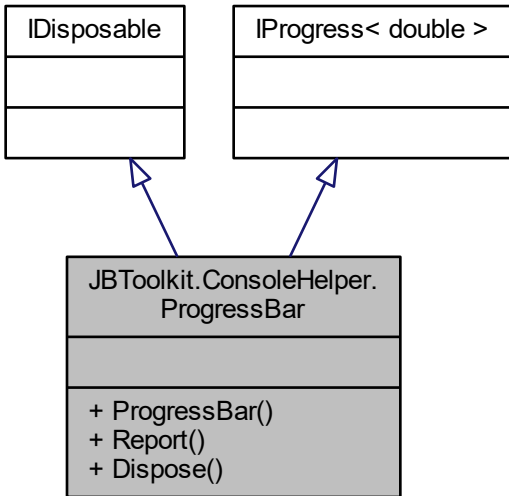 IDisposable
IProgress< double >
JBToolkit.ConsoleHelper.
ProgressBar
+ ProgressBar()
+ Report()
+ Dispose()